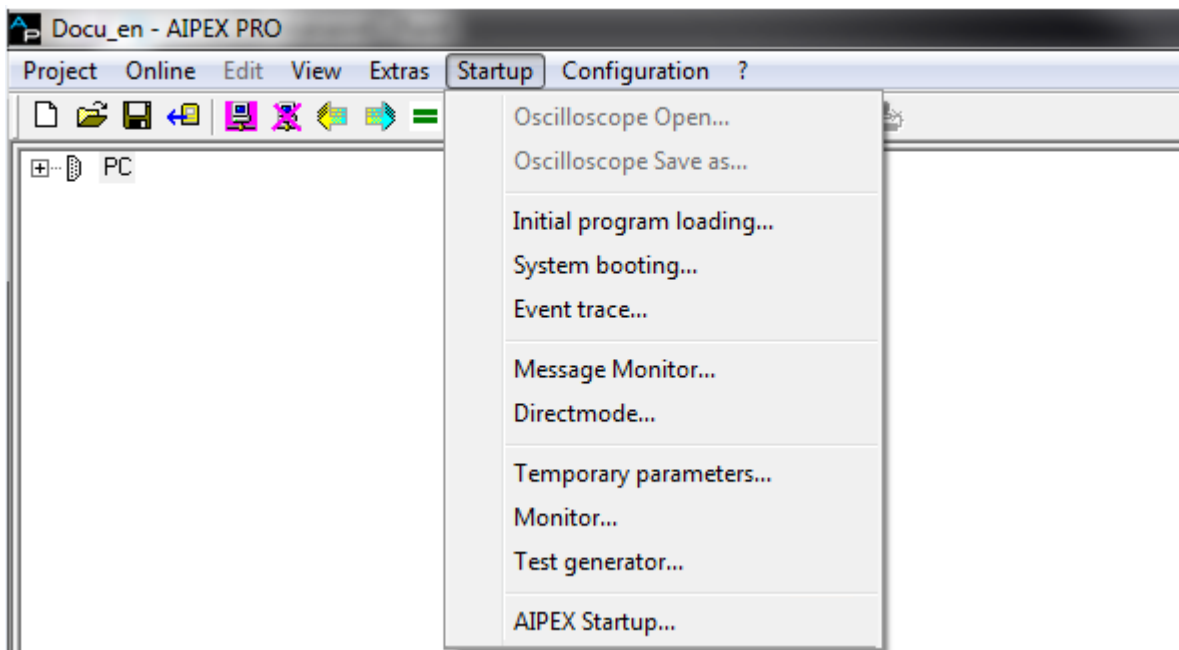 AP Docu_en - AIPEX PRO
Project Online Edit View Extras Startup Configuration ?
PC
Oscilloscope Open...
Oscilloscope Save as...
Initial program loading...
System booting...
Event trace...
Message Monitor...
Directmode...
Temporary parameters...
Monitor...
Test generator...
AIPEX Startup...